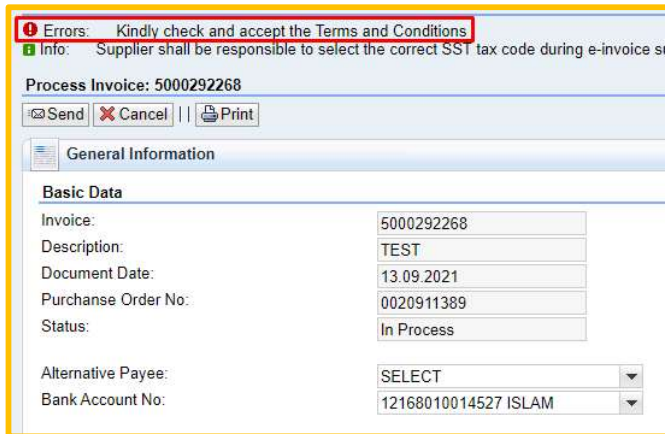 Errors: Kindly check and accept the Terms and Conditions
Info: Supplier shall be responsible to select the correct SST tax code during e-invoice su
Process Invoice: 5000292268
Send Cancel || Print
General Information
Basic Data
Invoice: 5000292268
Description: TEST
Document Date: 13.09.2021
Purchanse Order No: 0020911389
Status: In Process
Alternative Payee: SELECT
Bank Account No: 12168010014527 ISLAM